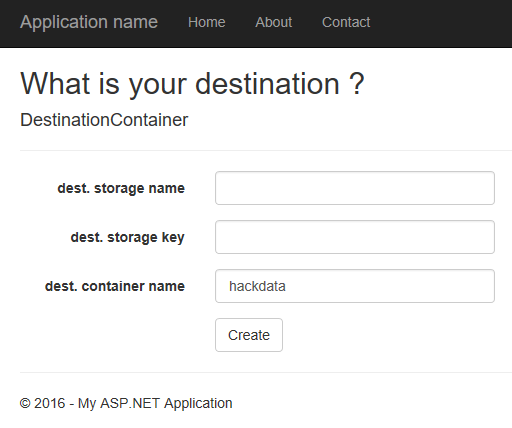 Application name Home About Contact
What is your destination ?
DestinationContainer
dest. storage name
dest. storage key
dest. container name hackdata
Create
© 2016 - My ASP.NET Application